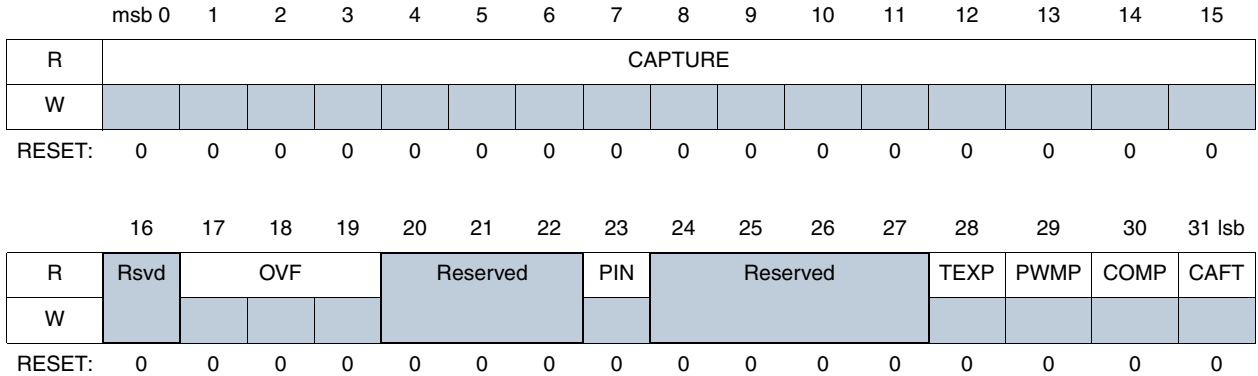 msb 0 1 2 3 4 5 6 7 8 9 10 11 12 13 14 15
R CAPTURE
W
RESET: 0 0 0 0 0 0 0 0 0 0 0 0 0 0 0 0
16 17 18 19 20 21 22 23 24 25 26 27 28 29 30 31 lsb
R Rsvd OVF Reserved PIN Reserved TEXP PWMP COMP CAFT
W
RESET: 0 0 0 0 0 0 0 0 0 0 0 0 0 0 0 0